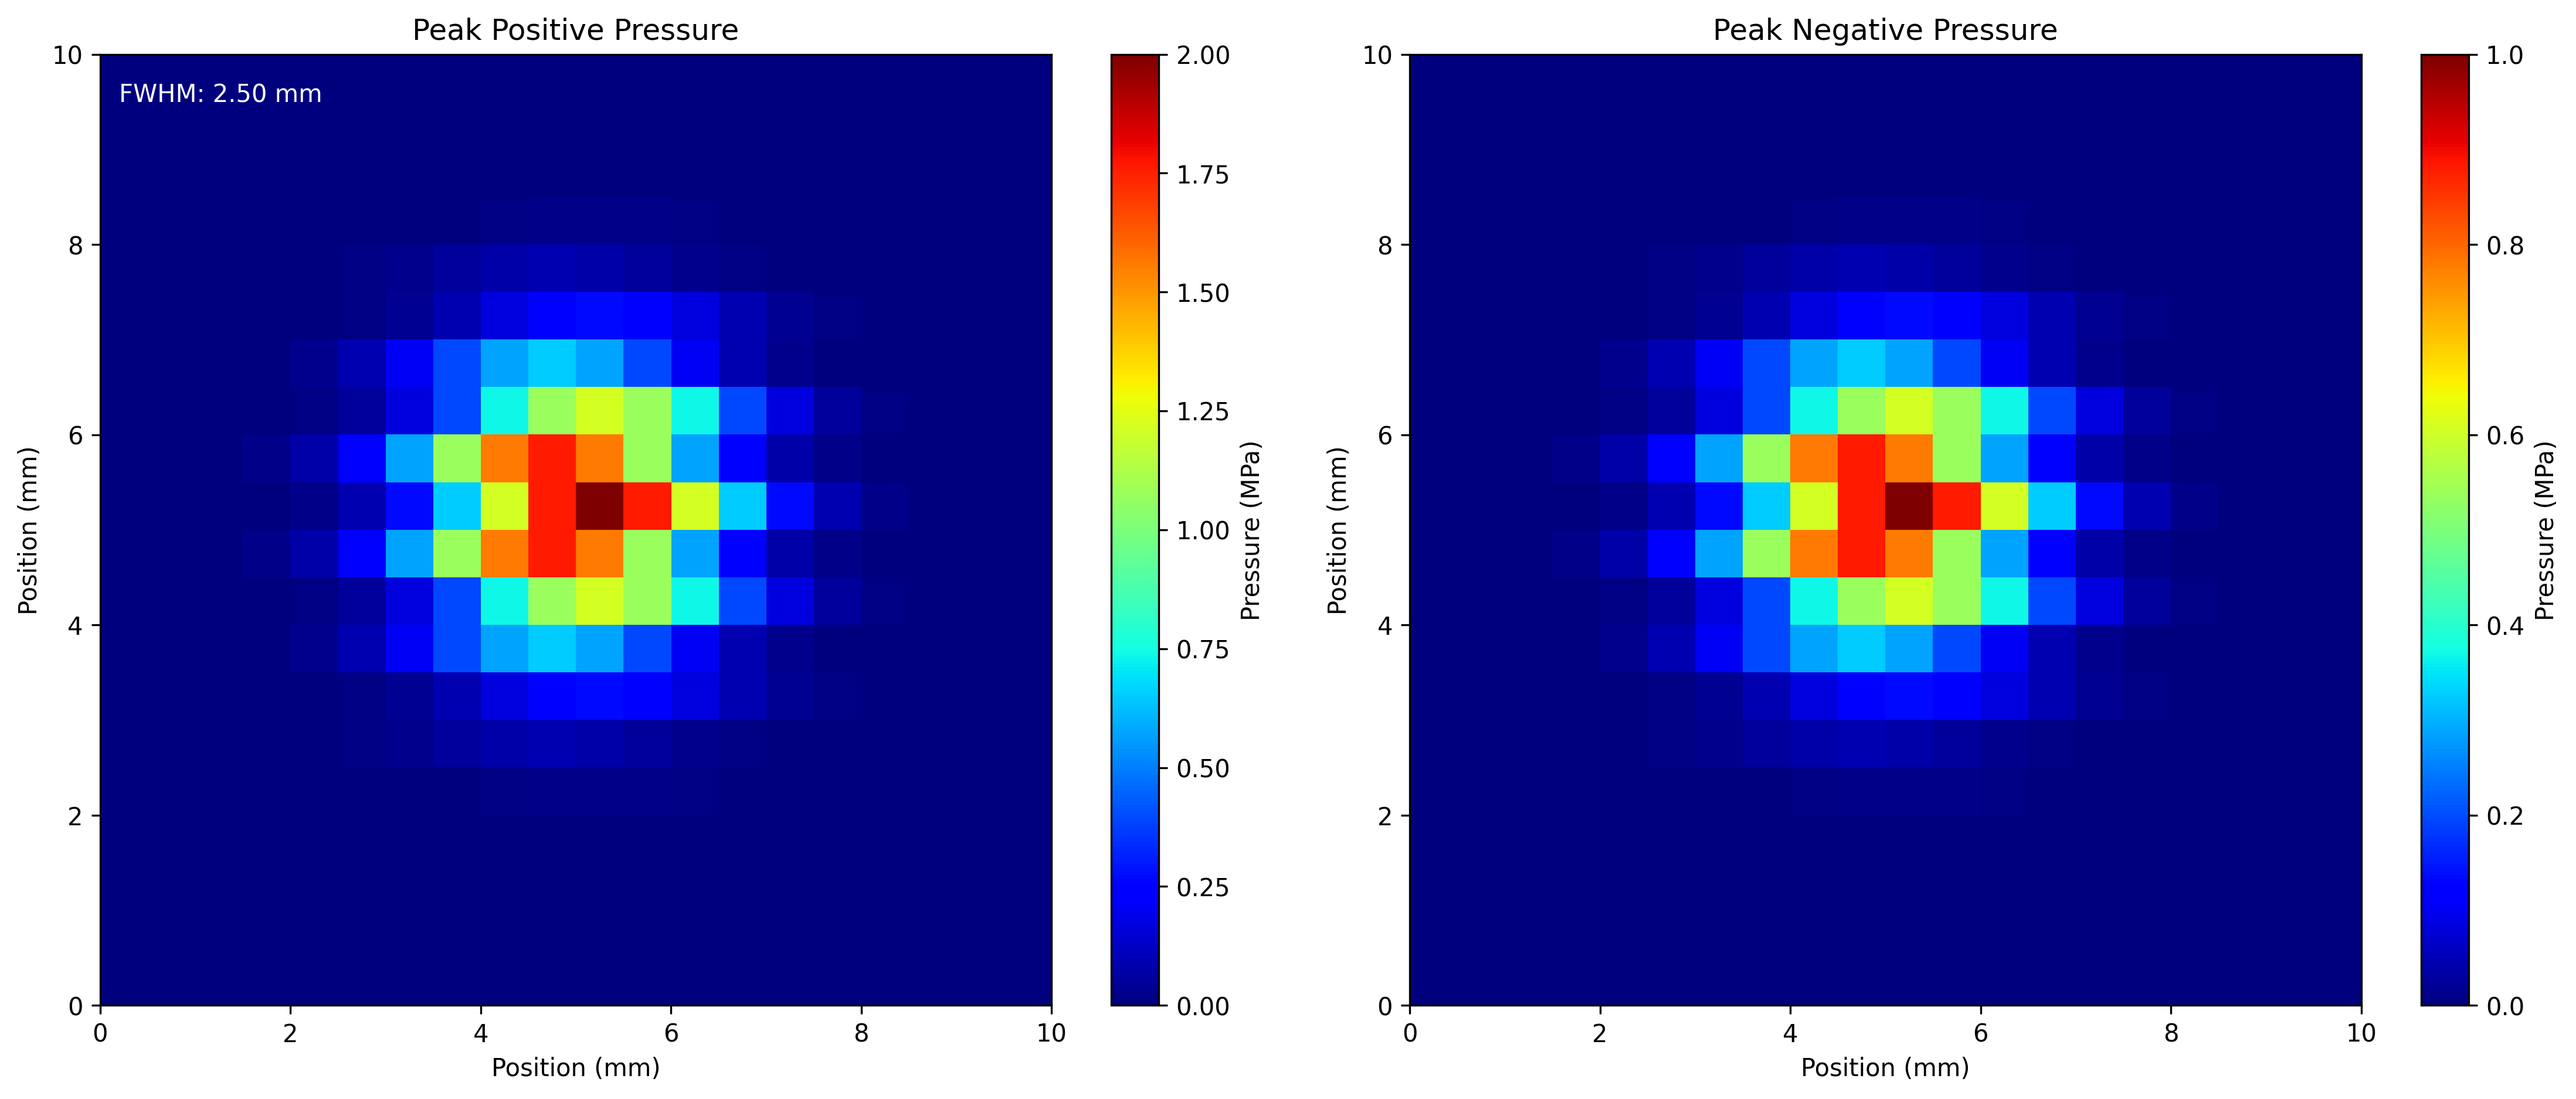 Peak Positive Pressure
FWHM: 2.50 mm
10
8
6
4
2
0
Position (mm)
0 2 4 6 8 10
Position (mm)
2.00
1.75
1.50
1.25
1.00
0.75
0.50
0.25
0.00
Pressure (MPa)
Peak Negative Pressure
10
8
6
4
2
0
Position (mm)
0 2 4 6 8 10
Position (mm)
1.0
0.8
0.6
0.4
0.2
0.0
Pressure (MPa)